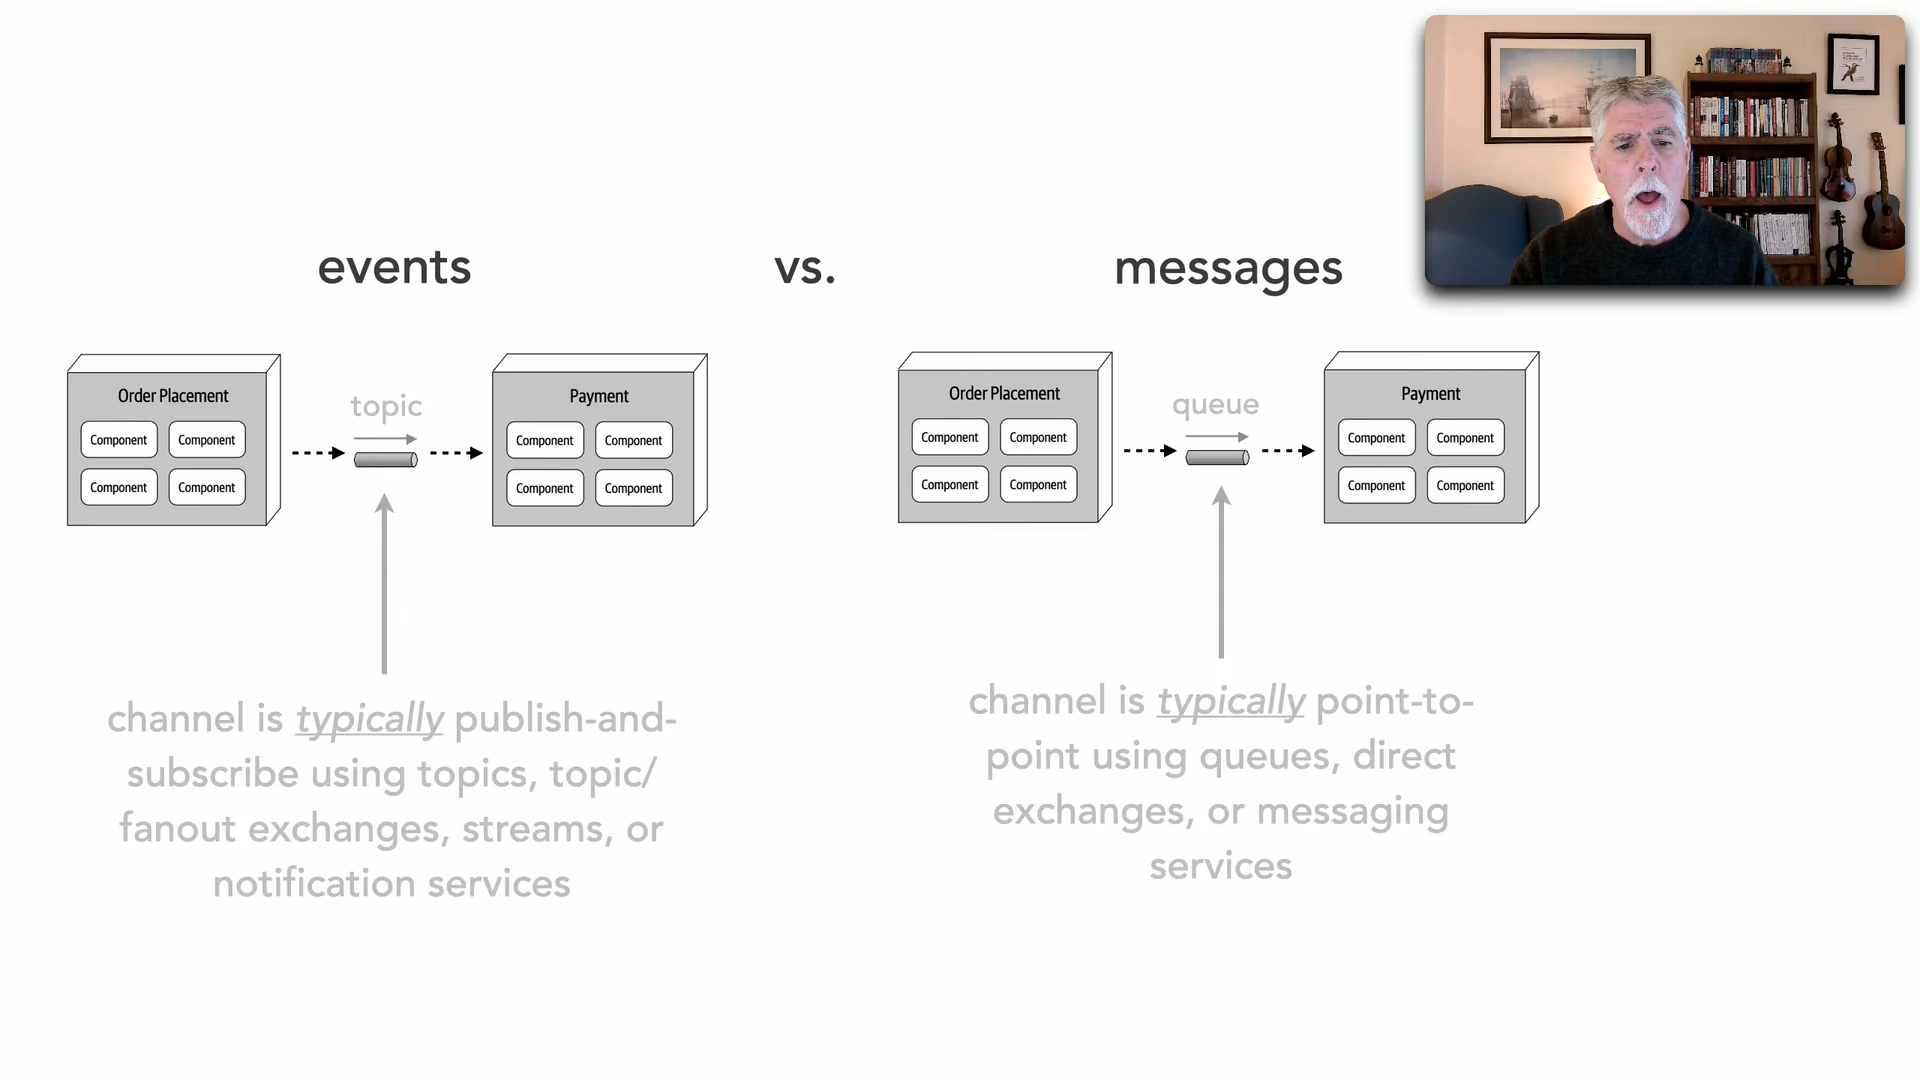 events vs. messages
Order Placement
Component Component
Component Component
topic
Payment
Component Component
Component Component
channel is typically publish-and-
subscribe using topics, topic/
fanout exchanges, streams, or
notification services
Order Placement
Component Component
Component Component
queue
Payment
Component Component
Component Component
channel is typically point-to-
point using queues, direct
exchanges, or messaging
services